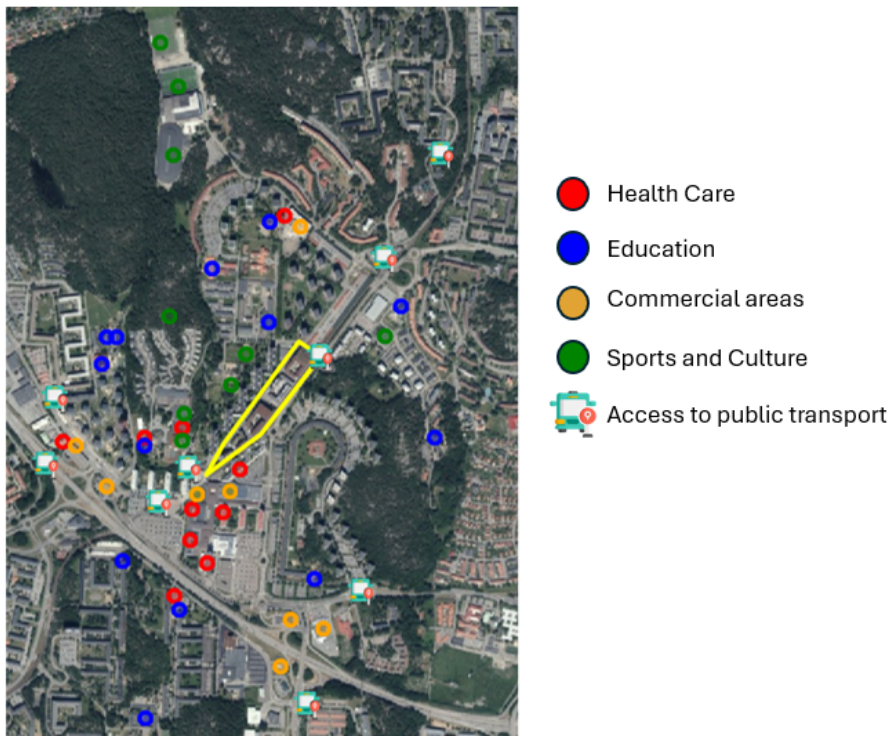 Health Care
Education
Commercial areas
Sports and Culture
Access to public transport